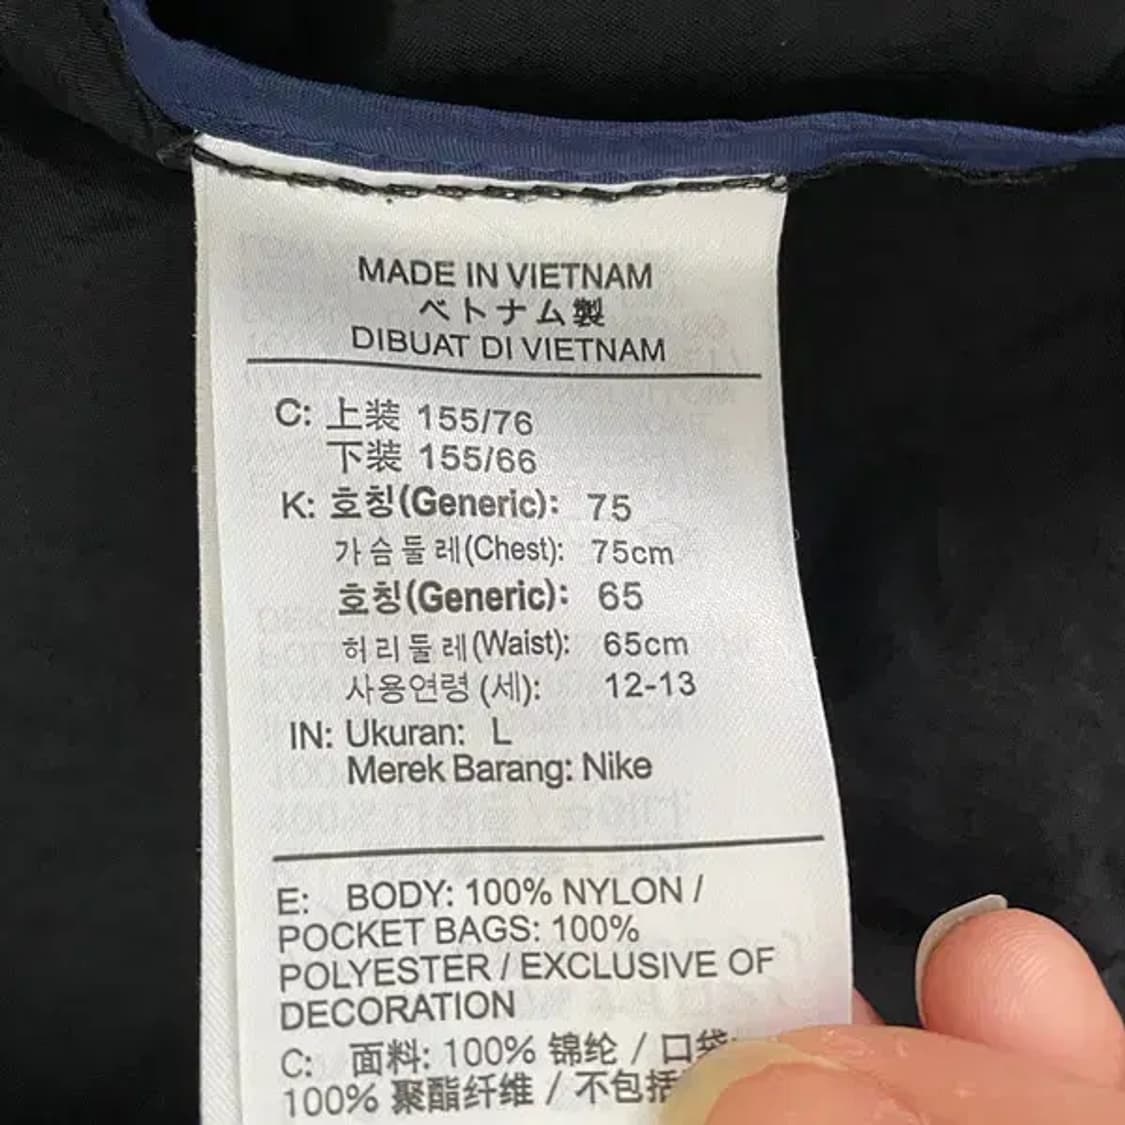 MADE IN VIETNAM
ベトナム製
DIBUAT DI VIETNAM
C: 上装 155/76
下装 155/66
K: 호칭(Generic): 75
가슴둘레(Chest): 75cm
호칭(Generic): 65
허리둘레(Waist): 65cm
사용연령(세): 12-13
IN: Ukuran: L
Merek Barang: Nike
E: BODY: 100% NYLON /
POCKET BAGS: 100%
POLYESTER / EXCLUSIVE OF
DECORATION
C: 面料: 100% 锦纶 / 口袋
100% 聚酯纤维 / 不包括